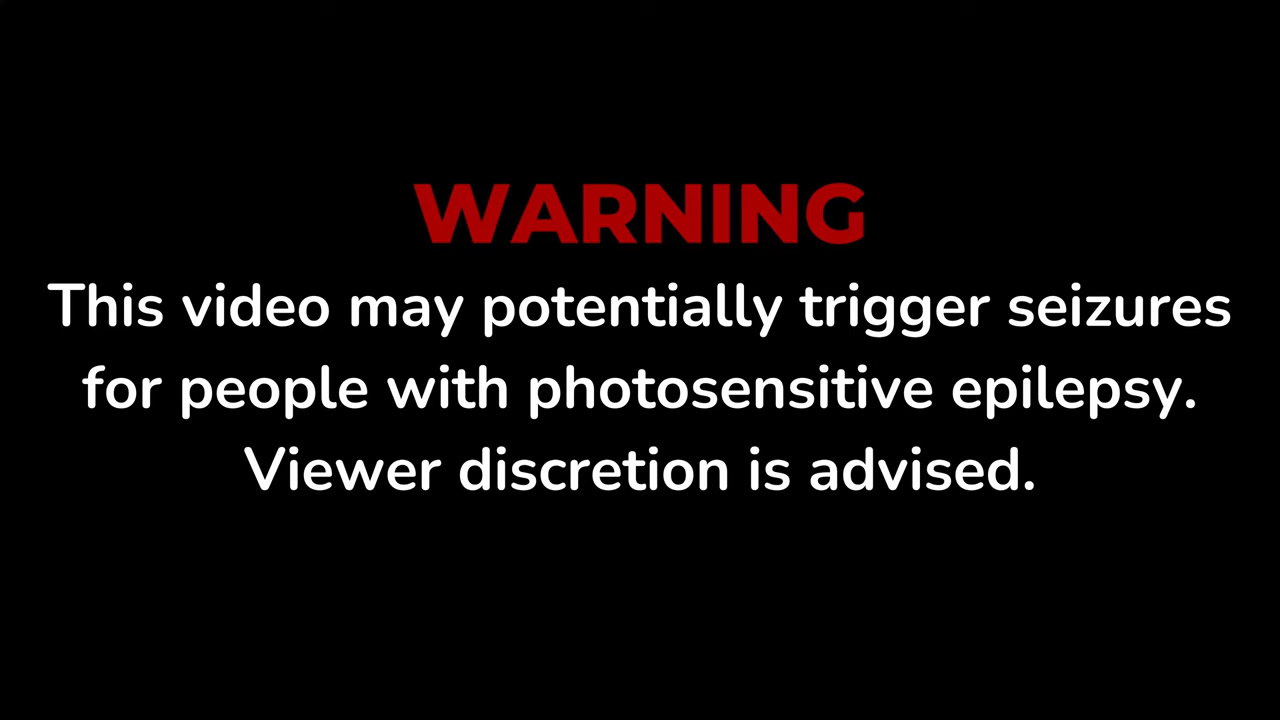 WARNING
This video may potentially trigger seizures
for people with photosensitive epilepsy.
Viewer discretion is advised.